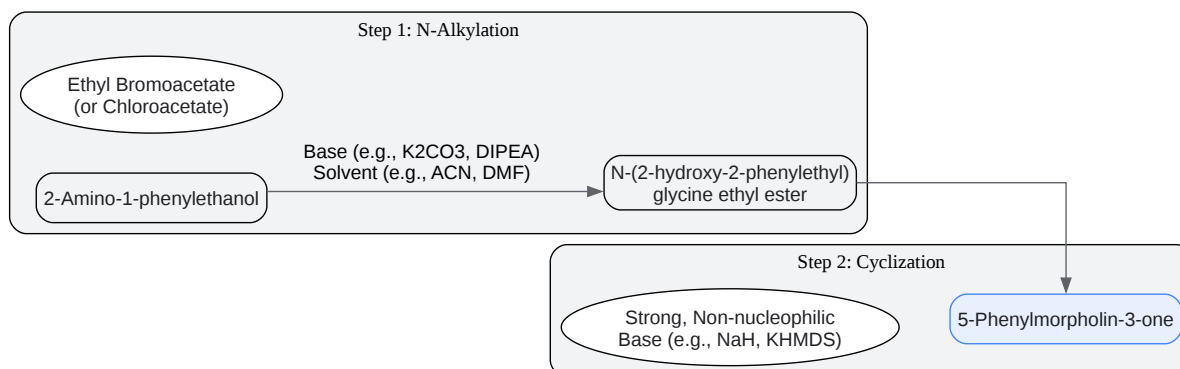 Step 1: N-Alkylation
Ethyl Bromoacetate
(or Chloroacetate)
Base (e.g., K2CO3, DIPEA)
Solvent (e.g., ACN, DMF)
2-Amino-1-phenylethanol
N-(2-hydroxy-2-phenylethyl)
glycine ethyl ester
Step 2: Cyclization
Strong, Non-nucleophilic
Base (e.g., NaH, KHMDS)
5-Phenylmorpholin-3-one